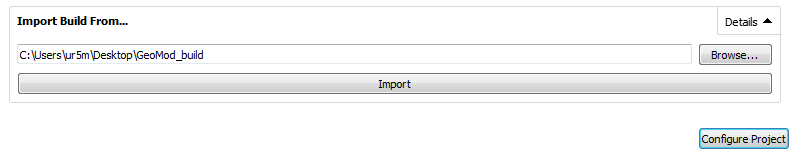 Import Build From...
Details
C:\Users\ur5m\Desktop\GeoMod_build
Browse...
Import
Configure Project